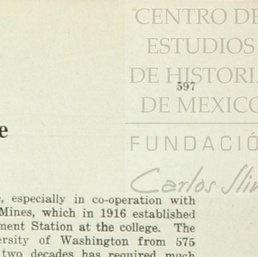 CENTRO DE
ESTUDIOS
DE HISTORIA
DE MEXICO
597
FUNDACIÓ
Carlos Slim
e
, especially in co-operation with
Mines, which in 1916 established
ment Station at the college. The
ersity of Washington from 575
two decades has required much